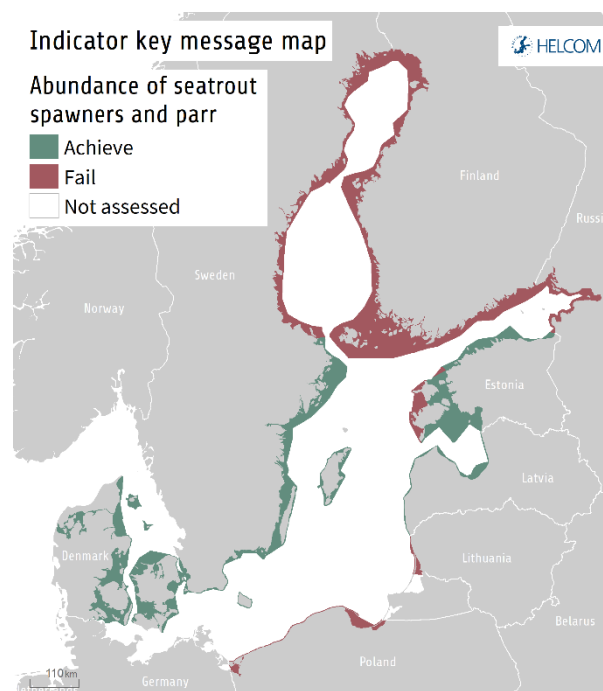 Indicator key message map
HELCOM
Abundance of seatrout
spawners and parr
Achieve
Fail
Not assessed
Finland
Russi
Sweden
Norway
Estonia
Latvia
Denmark
Lithuania
Belarus
110 km
Germany
Poland